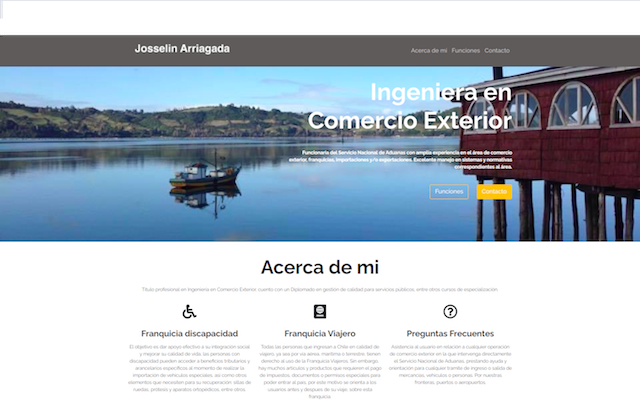 Josselin Arriagada
Acerca de mi Funciones Contacto
Ingeniera en
Comercio Exterior
Funcionaria del Servicio Nacional de Aduanas con amplia experiencia en el área de comercio
exterior, franquicias, importaciones y/o exportaciones. Excelente manejo en sistemas y normativas
correspondientes al área.
Funciones Contacto
Acerca de mi
Título profesional en Ingeniería en Comercio Exterior, cuento con un Diplomado en gestión de calidad para servicios públicos, entre otros cursos de especialización.
Franquicia discapacidad
El objetivo es dar apoyo efectivo a su integración social
y mejorar su calidad de vida, las personas con
discapacidad pueden acceder a beneficios tributarios y
arancelarios específicos, al momento de realizar la
importación de vehículos especiales, así como otros
elementos que necesiten para su recuperación: sillas de
ruedas, prótesis y aparatos ortopédicos, entre otros.
Franquicia Viajero
Todas las personas que ingresen a Chile en calidad de
viajero, ya sea por vía aérea, marítima o terrestre, tienen
derecho al uso de la Franquicia Viajeros. Sin embargo,
hay muchos artículos y productos que requieren el pago
de impuestos, documentos o permisos especiales para
poder entrar al país, por este motivo se orienta a los
usuarios antes y después de su viaje, sobre esta
franquicia.
Preguntas Frecuentes
Asistencia al usuario en relación a cualquier operación
de comercio exterior en la que intervenga directamente
el Servicio Nacional de Aduanas, prestando ayuda y
orientación para cualquier trámite de ingreso o salida de
mercancías, vehículos o personas. Por nuestras
fronteras, puertos o aeropuertos.